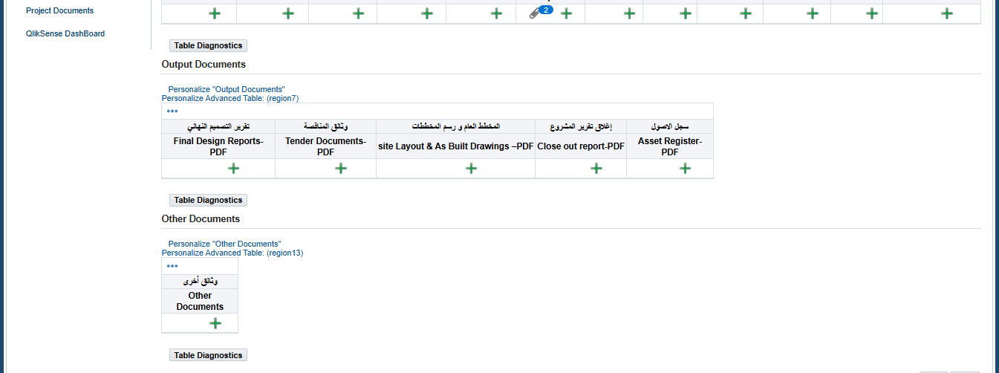 Project Documents
QlikSense DashBoard
2
Table Diagnostics
Output Documents
Personalize "Output Documents"
Personalize Advanced Table: (region7)
تقرير التصميم النهائي
وثائق المناقصة
المخطط العام و رسم المخططات
إغلاق تقرير المشروع
سجل الاصول
Final Design Reports-
PDF
Tender Documents-
PDF
site Layout & As Built Drawings –PDF
Close out report-PDF
Asset Register-
PDF
Table Diagnostics
Other Documents
Personalize "Other Documents"
Personalize Advanced Table: (region13)
وثائق أخرى
Other
Documents
Table Diagnostics